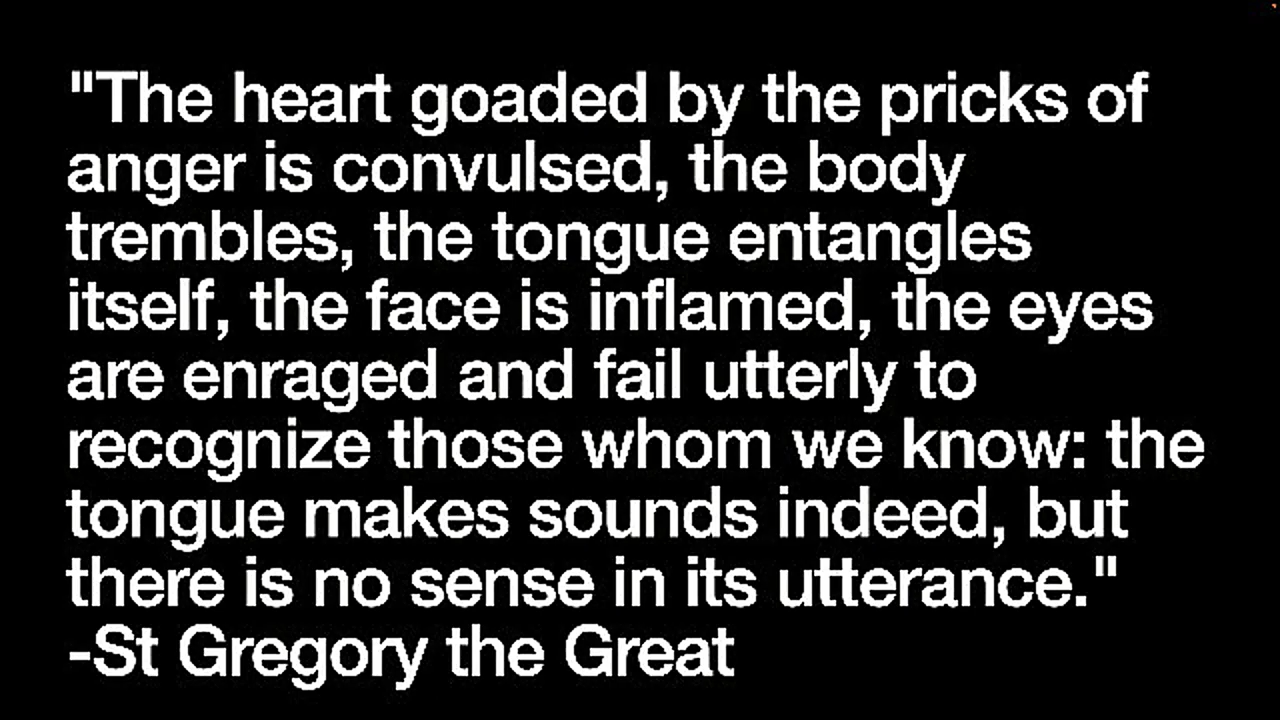 "The heart goaded by the pricks of
anger is convulsed, the body
trembles, the tongue entangles
itself, the face is inflamed, the eyes
are enraged and fail utterly to
recognize those whom we know: the
tongue makes sounds indeed, but
there is no sense in its utterance."
-St Gregory the Great